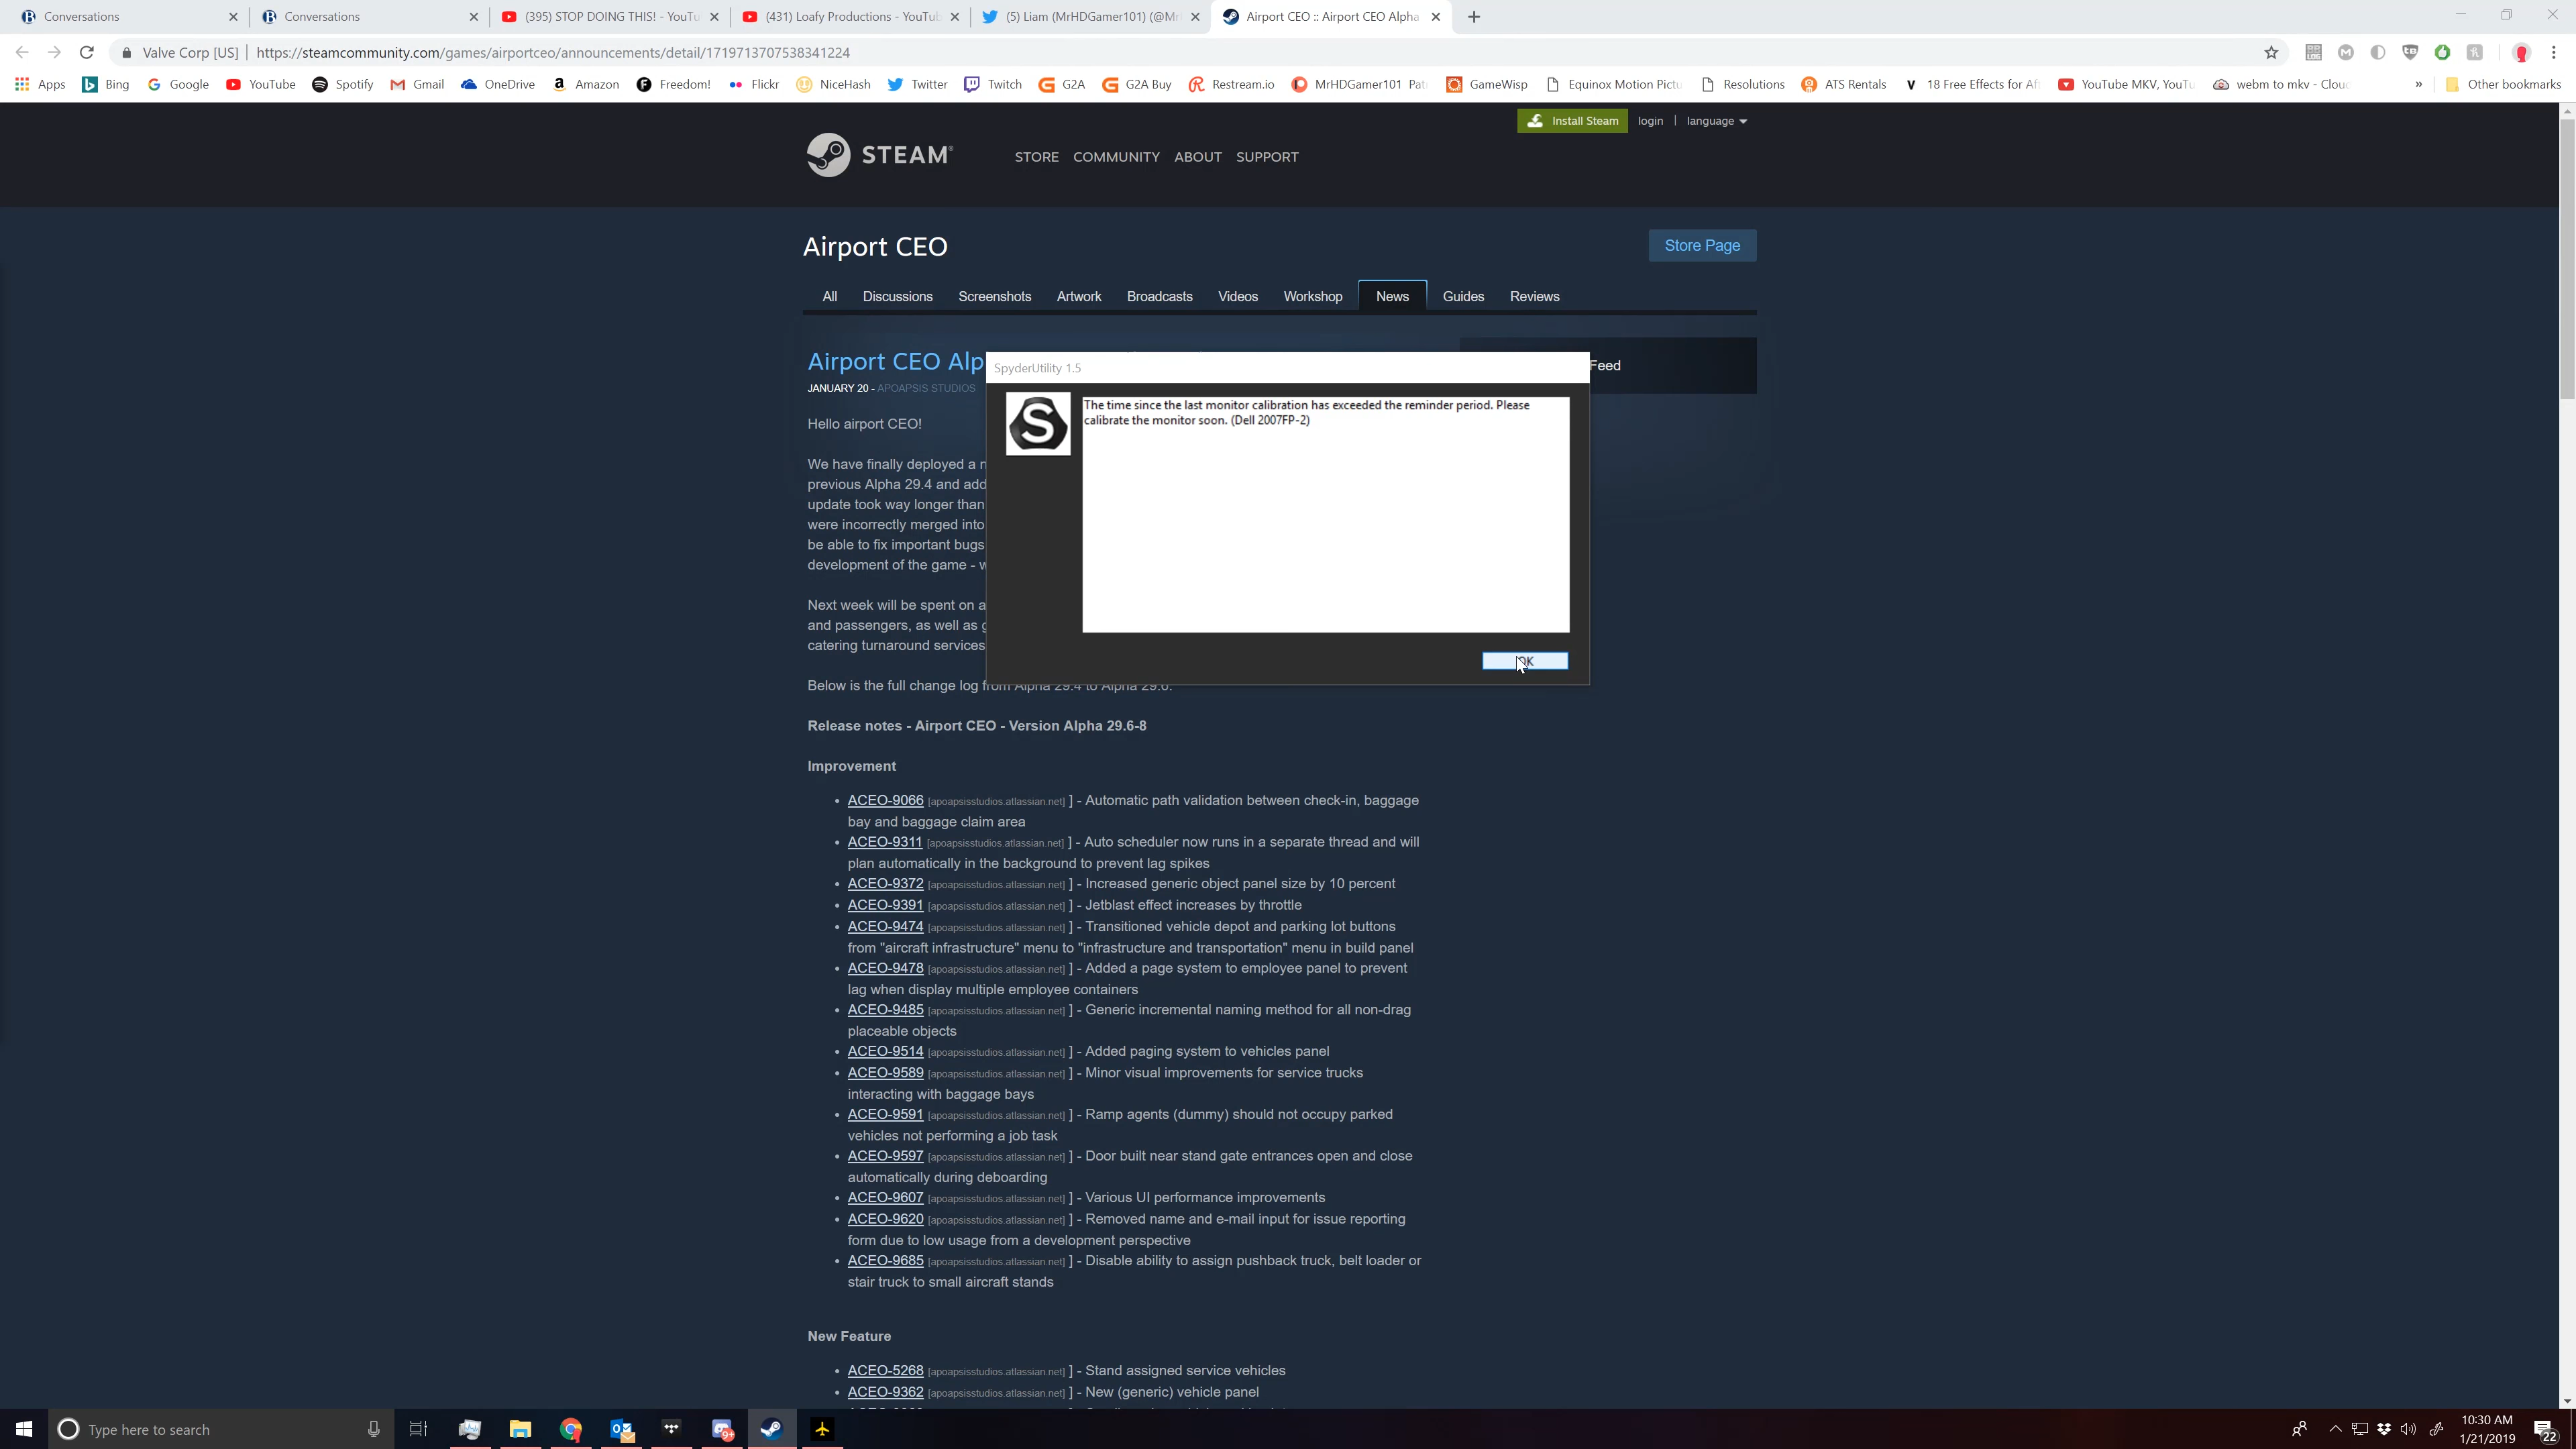 Conversations
Conversations
(395) STOP DOING THIS! - YouTu
(431) Loafy Productions - YouTub
(5) Liam (MrHDGamer101) (@Mr
Airport CEO :: Airport CEO Alpha
Valve Corp [US] | https://steamcommunity.com/games/airportceo/announcements/detail/1719713707538341224
Apps
Bing
Google
YouTube
Spotify
Gmail
OneDrive
Amazon
Freedom!
Flickr
NiceHash
Twitter
Twitch
G2A
G2A Buy
Restream.io
MrHDGamer101 Pat
GameWisp
Equinox Motion Pictu
Resolutions
ATS Rentals
18 Free Effects for Af
YouTube MKV, YouTu
webm to mkv - Clou
»
Other bookmarks
Install Steam
login | language
STEAM
STORE COMMUNITY ABOUT SUPPORT
Airport CEO
Store Page
All Discussions Screenshots Artwork Broadcasts Videos Workshop News Guides Reviews
Airport CEO Alp
Feed
JANUARY 20 - APOAPSIS STUDIOS
SpyderUtility 1.5
The time since the last monitor calibration has exceeded the reminder period. Please
calibrate the monitor soon. (Dell 2007FP-2)
OK
Hello airport CEO!
We have finally deployed a
previous Alpha 29.4 and add
update took way longer than
were incorrectly merged into
be able to fix important bugs
development of the game -
Next week will be spent on a
and passengers, as well as
catering turnaround services
Below is the full change log from Alpha 29.4 to Alpha 29.6.
Release notes - Airport CEO - Version Alpha 29.6-8
Improvement
• ACEO-9066 [apoapsisstudios.atlassian.net] ] - Automatic path validation between check-in, baggage
bay and baggage claim area
• ACEO-9311 [apoapsisstudios.atlassian.net] ] - Auto scheduler now runs in a separate thread and will
plan automatically in the background to prevent lag spikes
• ACEO-9372 [apoapsisstudios.atlassian.net] ] - Increased generic object panel size by 10 percent
• ACEO-9391 [apoapsisstudios.atlassian.net] ] - Jetblast effect increases by throttle
• ACEO-9474 [apoapsisstudios.atlassian.net] ] - Transitioned vehicle depot and parking lot buttons
from "aircraft infrastructure" menu to "infrastructure and transportation" menu in build panel
• ACEO-9478 [apoapsisstudios.atlassian.net] ] - Added a page system to employee panel to prevent
lag when display multiple employee containers
• ACEO-9485 [apoapsisstudios.atlassian.net] ] - Generic incremental naming method for all non-drag
placeable objects
• ACEO-9514 [apoapsisstudios.atlassian.net] ] - Added paging system to vehicles panel
• ACEO-9589 [apoapsisstudios.atlassian.net] ] - Minor visual improvements for service trucks
interacting with baggage bays
• ACEO-9591 [apoapsisstudios.atlassian.net] ] - Ramp agents (dummy) should not occupy parked
vehicles not performing a job task
• ACEO-9597 [apoapsisstudios.atlassian.net] ] - Door built near stand gate entrances open and close
automatically during deboarding
• ACEO-9607 [apoapsisstudios.atlassian.net] ] - Various UI performance improvements
• ACEO-9620 [apoapsisstudios.atlassian.net] ] - Removed name and e-mail input for issue reporting
form due to low usage from a development perspective
• ACEO-9685 [apoapsisstudios.atlassian.net] ] - Disable ability to assign pushback truck, belt loader or
stair truck to small aircraft stands
New Feature
• ACEO-5268 [apoapsisstudios.atlassian.net] ] - Stand assigned service vehicles
• ACEO-9362 [apoapsisstudios.atlassian.net] ] - New (generic) vehicle panel
Type here to search
9+
10:30 AM
1/21/2019
22